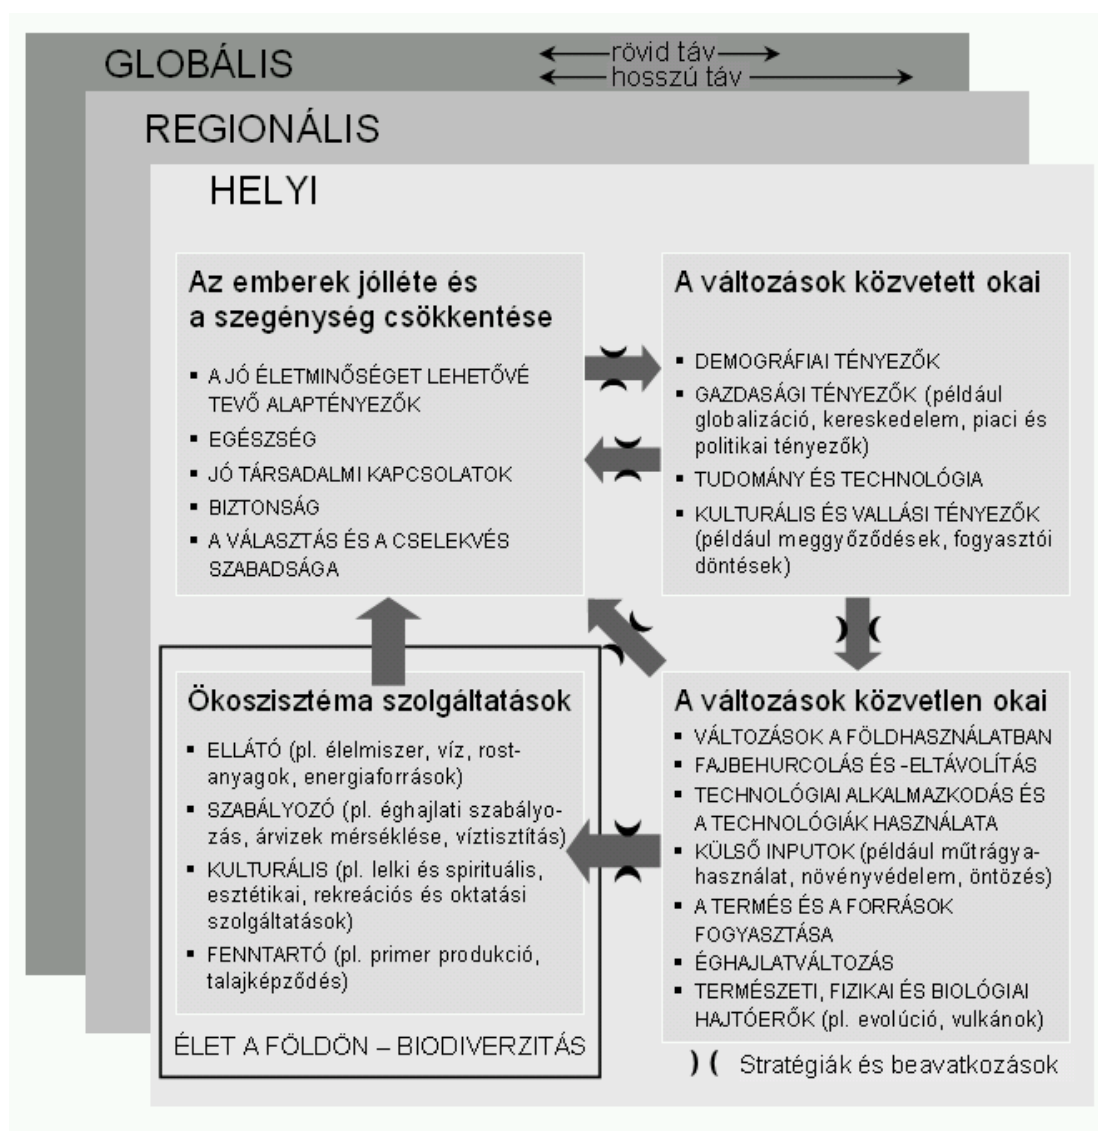 GLOBÁLIS
rövid táv
hosszú táv
REGIONÁLIS
HELYI
Az emberek jólléte és
a szegénység csökkentése
▪ A JÓ ÉLETMINŐSÉGET LEHETŐVÉ
TEVŐ ALAPTÉNYEZŐK
▪ EGÉSZSÉG
▪ JÓ TÁRSADALMI KAPCSOLATOK
▪ BIZTONSÁG
▪ A VÁLASZTÁS ÉS A CSELEKVÉS
SZABADSÁGA
A változások közvetett okai
▪ DEMOGRÁFIAI TÉNYEZŐK
▪ GAZDASÁGI TÉNYEZŐK (például
globalizáció, kereskedelem, piaci és
politikai tényezők)
▪ TUDOMÁNY ÉS TECHNOLÓGIA
▪ KULTURÁLIS ÉS VALLÁSI TÉNYEZŐK
(például meggyőződések, fogyasztói
döntések)
Ökoszisztéma szolgáltatások
▪ ELLÁTÓ (pl. élelmiszer, víz, rost-
anyagok, energiaforrások)
▪ SZABÁLYOZÓ (pl. éghajlati szabályo-
zás, árvizek mérséklése, víztisztítás)
▪ KULTURÁLIS (pl. lelki és spirituális,
esztétikai, rekreációs és oktatási
szolgáltatások)
▪ FENNTARTÓ (pl. primer produkció,
talajképződés)
ÉLET A FÖLDÖN – BIODIVERZITÁS
A változások közvetlen okai
▪ VÁLTOZÁSOK A FÖLDHASZNÁLATBAN
▪ FAJBEHURCOLÁS ÉS -ELTÁVOLÍTÁS
▪ TECHNOLÓGIAI ALKALMAZKODÁS ÉS
A TECHNOLÓGIÁK HASZNÁLATA
▪ KÜLSŐ INPUTOK (például műtrágya-
használat, növényvédelem, öntözés)
▪ A TERMÉS ÉS A FORRÁSOK
FOGYASZTÁSA
▪ ÉGHAJLATVÁLTOZÁS
▪ TERMÉSZETI, FIZIKAI ÉS BIOLÓGIAI
HAJTÓERŐK (pl. evolúció, vulkánok)
) ( Stratégiák és beavatkozások